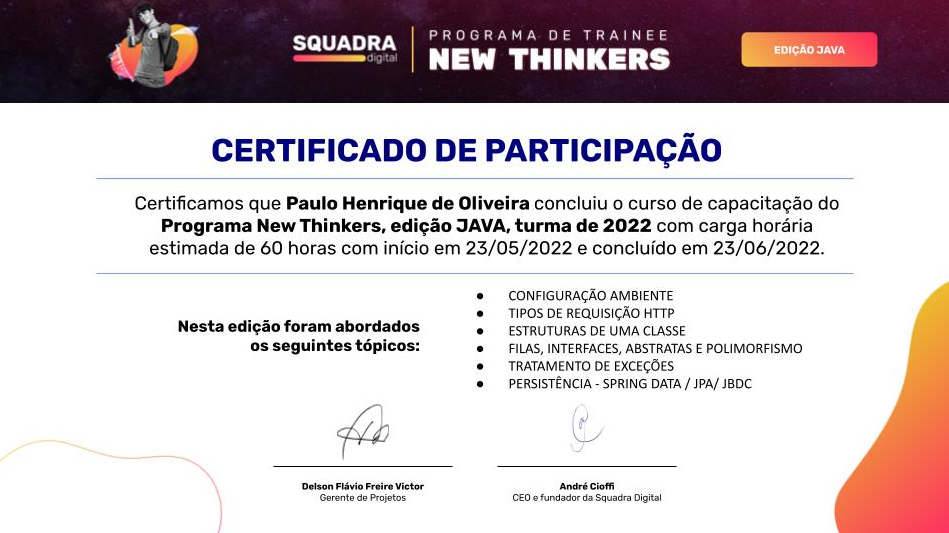 SQUADRA
digital
PROGRAMA DE TRAINEE
NEW THINKERS
EDIÇÃO JAVA
CERTIFICADO DE PARTICIPAÇÃO
Certificamos que Paulo Henrique de Oliveira concluiu o curso de capacitação do
Programa New Thinkers, edição JAVA, turma de 2022 com carga horária
estimada de 60 horas com início em 23/05/2022 e concluído em 23/06/2022.
Nesta edição foram abordados
os seguintes tópicos:
● CONFIGURAÇÃO AMBIENTE
● TIPOS DE REQUISIÇÃO HTTP
● ESTRUTURAS DE UMA CLASSE
● FILAS, INTERFACES, ABSTRATAS E POLIMORFISMO
● TRATAMENTO DE EXCEÇÕES
● PERSISTÊNCIA - SPRING DATA / JPA/ JBDC
Delson Flávio Freire Victor
Gerente de Projetos
André Cioffi
CEO e fundador da Squadra Digital